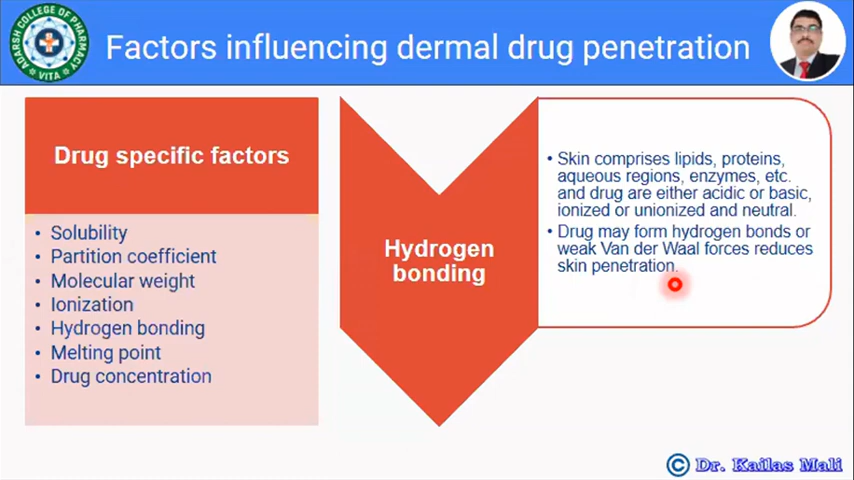 ADARSH COLLEGE OF PHARMACY
VITA
Factors influencing dermal drug penetration
Drug specific factors
• Solubility
• Partition coefficient
• Molecular weight
• Ionization
• Hydrogen bonding
• Melting point
• Drug concentration
Hydrogen
bonding
• Skin comprises lipids, proteins,
aqueous regions, enzymes, etc.
and drug are either acidic or basic,
ionized or unionized and neutral.
• Drug may form hydrogen bonds or
weak Van der Waal forces reduces
skin penetration.
© Dr. Kailas Mali